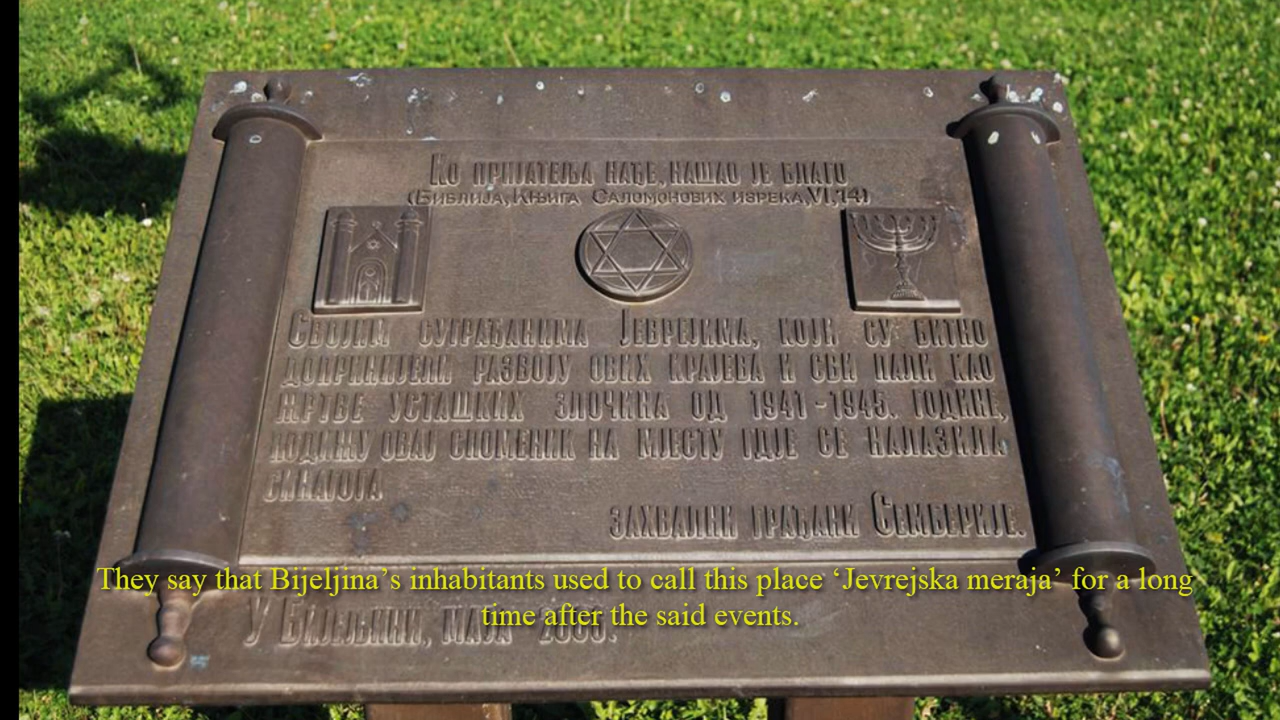 Ко пријатеља нађе, нашао је благо
(Библија, Књига Саломонових изрека, VI, 14)
Својим суграђанима Јеврејима, који су битно
допринијели развоју ових крајева и сви пали као
жртве усташких злочина од 1941-1945. године,
подижу овај споменик на мјесту гдје се налазила
синагога
захвални грађани Семберије.
They say that Bijeljina’s inhabitants used to call this place ‘Jevrejska meraja’ for a long
time after the said events.
У Бијељини, маја